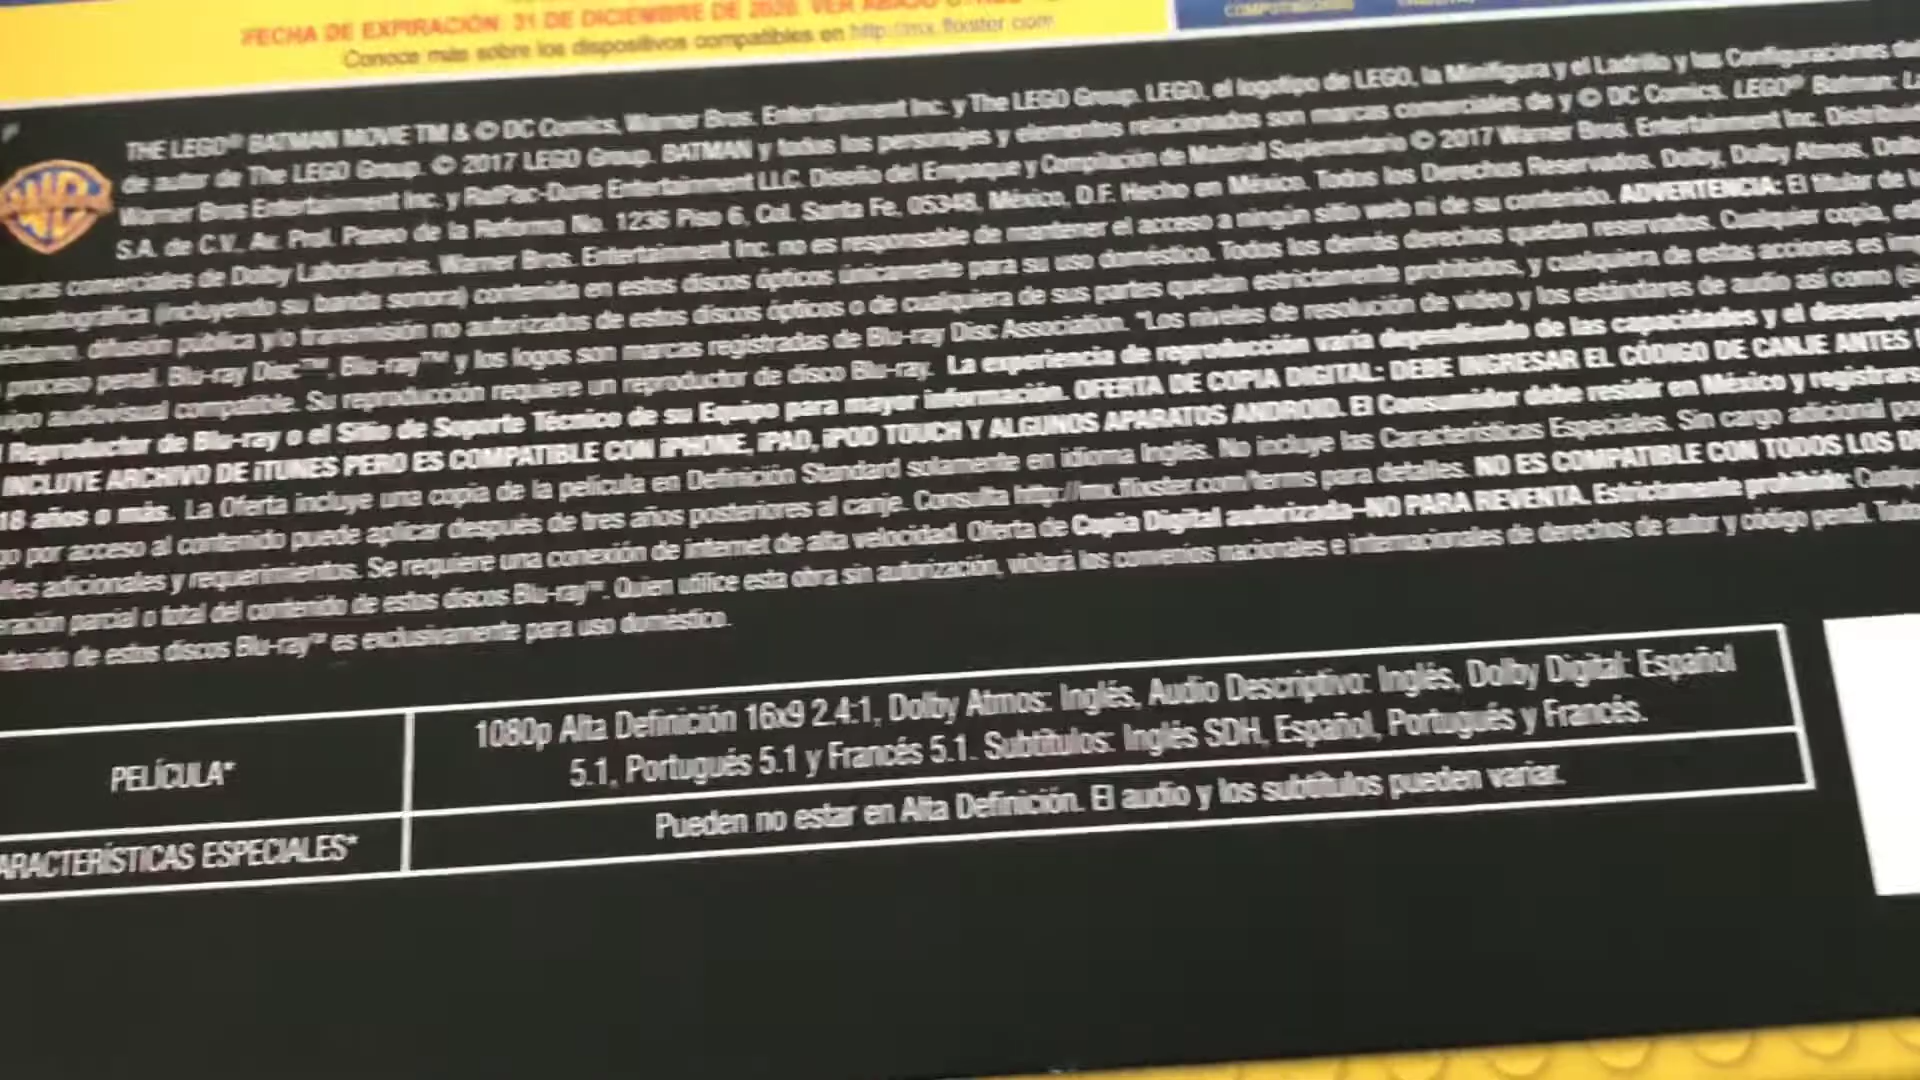 FECHA DE EXPIRACIÓN: 31 DE DICIEMBRE DE 2020. VER ABAJO
Conoce más sobre los dispositivos compatibles en http://mx.flixster.com
COMPUTADORAS
THE LEGO® BATMAN MOVIE TM & © DC Comics, Warner Bros. Entertainment Inc. y The LEGO Group. LEGO, el logotipo de LEGO, la Minifigura y el Ladrillo y las Configuraciones de
de autor de The LEGO Group. © 2017 LEGO Group. BATMAN y todos los personajes y elementos relacionados son marcas comerciales de y © DC Comics. LEGO® Batman:
Warner Bros Entertainment Inc. y RatPac-Dune Entertainment LLC. Diseño del Empaque y Compilación de Material Suplementario © 2017 Warner Bros. Entertainment Inc.
S.A. de C.V., Av. Prol. Paseo de la Reforma No. 1236 Piso 6, Col. Santa Fe, 05348, México, D.F. Hecho en México. Todos los Derechos Reservados. Dolby, Dolby Atmos,
comerciales de Dolby Laboratories. Warner Bros. Entertainment Inc. no es responsable de mantener el acceso a ningún sitio web ni de su contenido. ADVERTENCIA: El titular de
(incluyendo su banda sonora) contenida en estos discos ópticos únicamente para su uso doméstico. Todos los demás derechos quedan reservados. Cualquier copia,
difusión pública y/o transmisión no autorizados de estos discos ópticos o de cualquiera de sus partes quedan estrictamente prohibidos, y cualquiera de estas acciones es
proceso penal. Blu-ray Disc™, Blu-ray™ y los logos son marcas registradas de Blu-ray Disc Association. *Los niveles de resolución de video y los estándares de audio así como
audiovisual compatible. Su reproducción requiere un reproductor de disco Blu-ray. La experiencia de reproducción varía dependiendo de las capacidades y el
Reproductor de Blu-ray o el Sitio de Soporte Técnico de su Equipo para mayor información. OFERTA DE COPIA DIGITAL: DEBE INGRESAR EL CÓDIGO DE CANJE ANTES
INCLUYE ARCHIVO DE iTUNES PERO ES COMPATIBLE CON iPHONE, iPAD, iPOD TOUCH Y ALGUNOS APARATOS ANDROID. El Consumidor debe residir en México y
18 años o más. La Oferta incluye una copia de la película en Definición Standard solamente en idioma Inglés. No incluye las Características Especiales. Sin cargo adicional
por acceso al contenido puede aplicar después de tres años posteriores al canje. Consulta http://mx.flixster.com/terms para detalles. NO ES COMPATIBLE CON TODOS LOS
adicionales y requerimientos. Se requiere una conexión de internet de alta velocidad. Oferta de Copia Digital autorizada–NO PARA REVENTA. Estrictamente prohibido:
parcial o total del contenido de estos discos Blu-ray™. Quien utilice esta obra sin autorización, violará los convenios nacionales e internacionales de derechos de autor y código penal.
de estos discos Blu-ray™ es exclusivamente para uso doméstico.
PELÍCULA*
1080p Alta Definición 16x9 2.4:1, Dolby Atmos: Inglés, Audio Descriptivo: Inglés, Dolby Digital: Español
5.1, Portugués 5.1 y Francés 5.1. Subtítulos: Inglés SDH, Español, Portugués y Francés.
ARACTERÍSTICAS ESPECIALES*
Pueden no estar en Alta Definición. El audio y los subtítulos pueden variar.